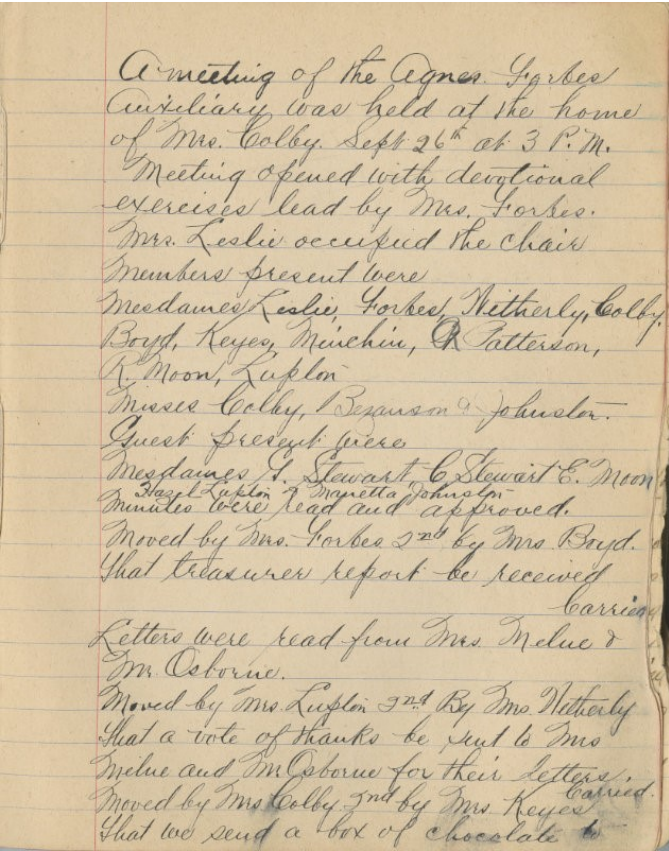 A meeting of the Agnes Forbes
Auxiliary was held at the home
of Mrs. Colby. Sept 26th at 3 P.M.
Meeting opened with devotional
exercises lead by Mrs. Forbes.
Mrs. Leslie occupied the chair
Members present were
Mesdames Leslie, Forbes, Witherly, Colby,
Boyd, Keyes, Minchin, R Patterson,
R. Moon, Lupton
Misses Colby, Bezanson & Johnston.
Guest present were
Mesdames G. Stewart C Stewart E. Moon
Hazel Lupton & Marietta Johnston
Minutes were read and approved.
Moved by Mrs. Forbes 2nd by Mrs Boyd.
that treasurer report be received
Carried
Letters were read from Mrs. Melue &
Mr. Osborne.
Moved by Mrs. Lupton 2nd By Mrs. Witherly
that a vote of thanks be sent to Mrs
Melue and Mr Osborne for their letters.
Carried.
Moved by Mrs Colby 2nd by Mrs. Keyes
that we send a box of chocolate to